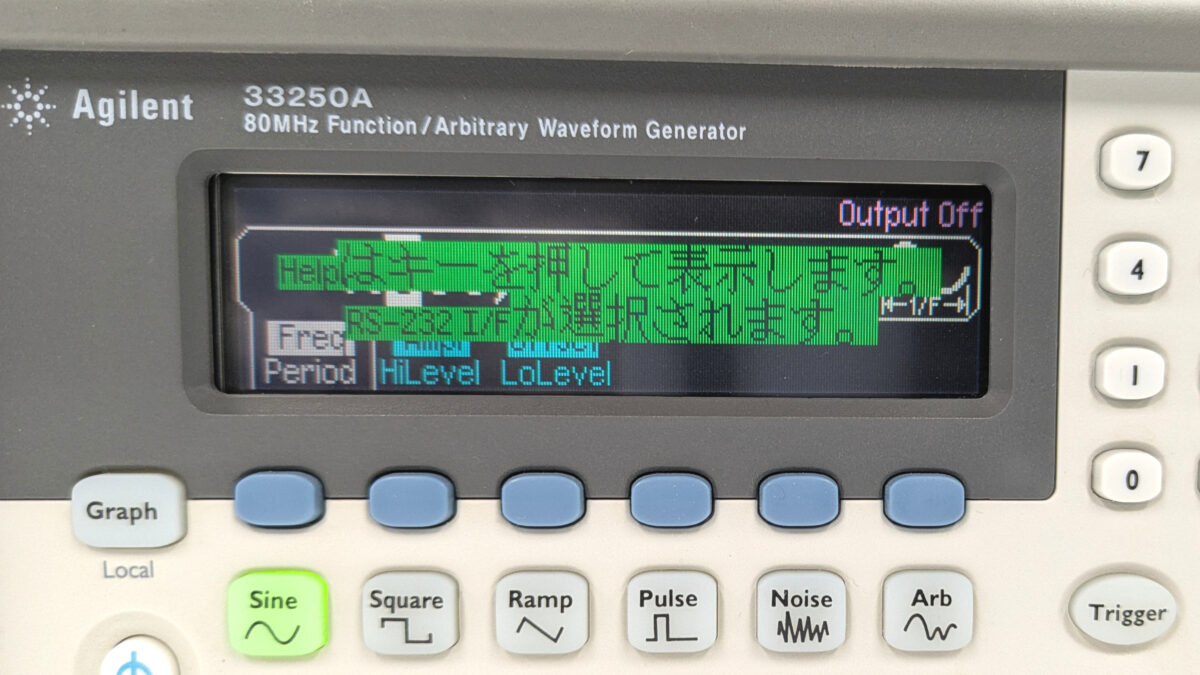 Agilent
33250A
80MHz Function/Arbitrary Waveform Generator
Output Off
Helpはキーを押して表示します。
RS-232 I/Fが選択されます。
1/F
Freq
Period
HiLevel
LoLevel
7
4
1
0
Graph
Local
Sine
Square
Ramp
Pulse
Noise
Arb
Trigger